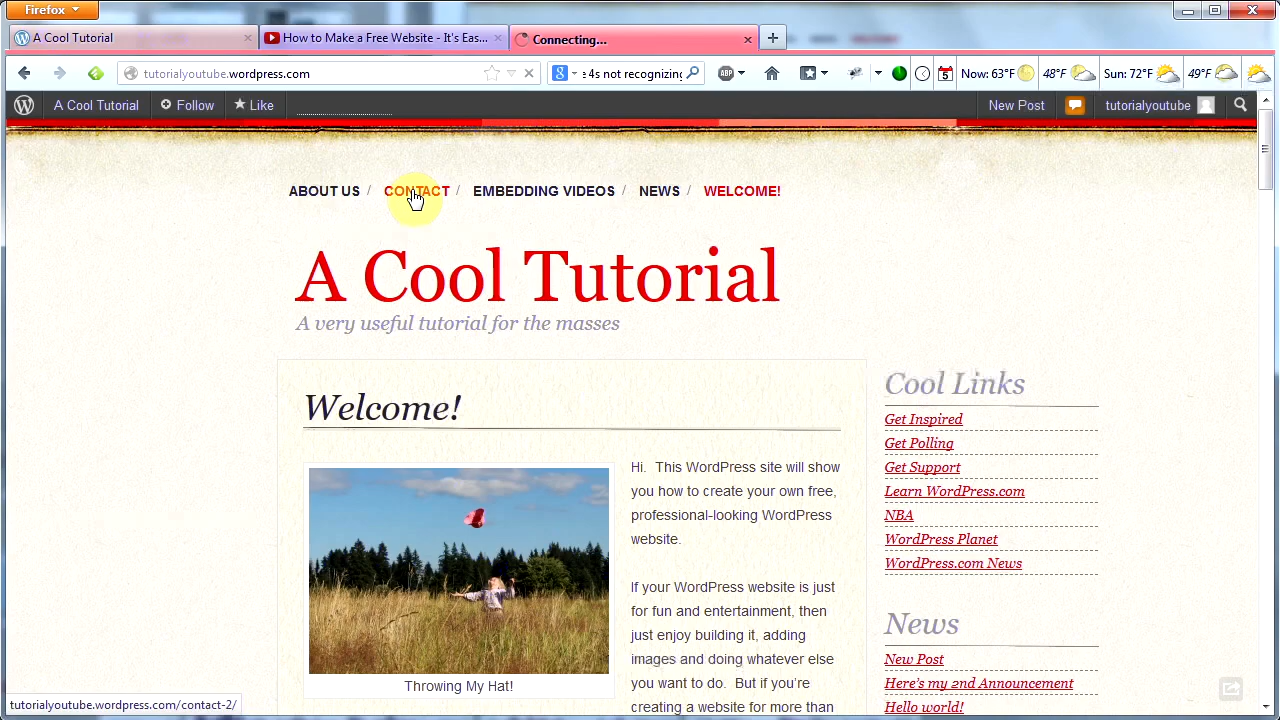 Firefox
A Cool Tutorial
How to Make a Free Website - It's Eas...
Connecting...
tutorialyoutube.wordpress.com
4s not recognizing
ABP
5
Now: 63°F
48°F
Sun: 72°F
49°F
A Cool Tutorial
Follow
Like
New Post
tutorialyoutube
ABOUT US / CONTACT / EMBEDDING VIDEOS / NEWS / WELCOME!
A Cool Tutorial
A very useful tutorial for the masses
Welcome!
Throwing My Hat!
Hi. This WordPress site will show
you how to create your own free,
professional-looking WordPress
website.
If your WordPress website is just
for fun and entertainment, then
just enjoy building it, adding
images and doing whatever else
you want to do. But if you're
creating a website for more than
Cool Links
Get Inspired
Get Polling
Get Support
Learn WordPress.com
NBA
WordPress Planet
WordPress.com News
News
New Post
Here's my 2nd Announcement
Hello world!
tutorialyoutube.wordpress.com/contact-2/